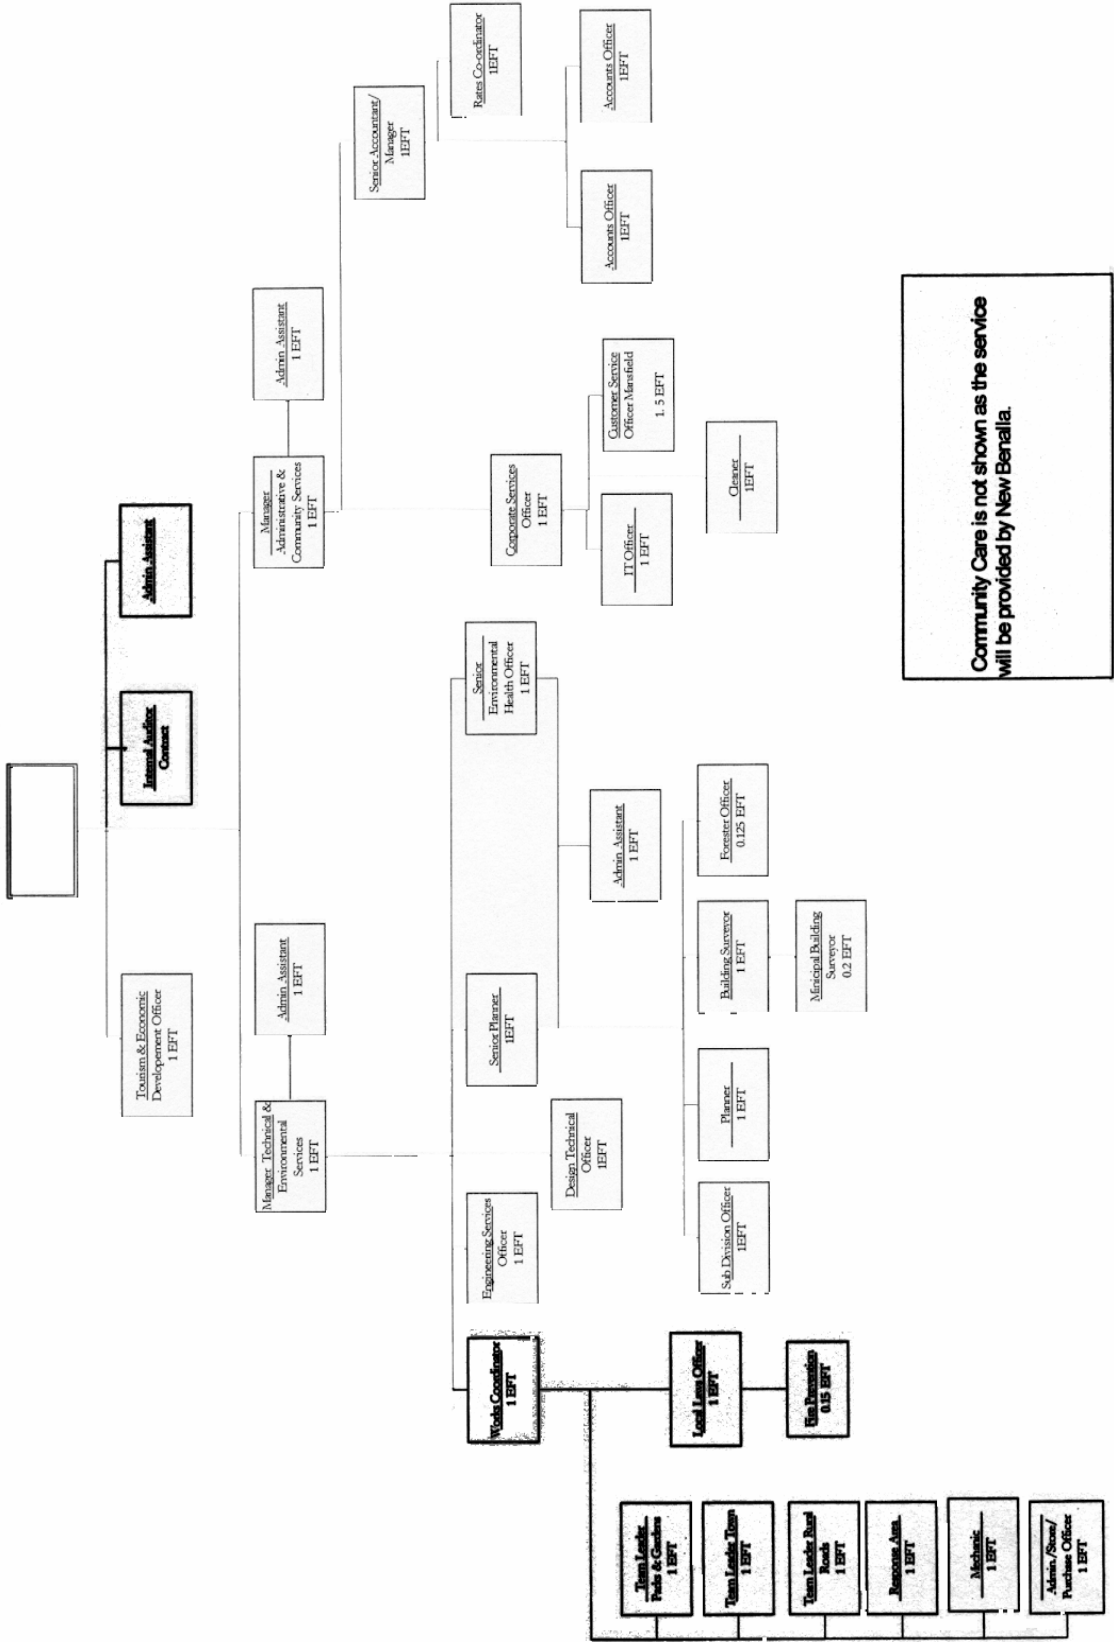 Tourism & Economic
Developement Officer
1 EFT
Internal Auditor
Contract
Admin Assistant
Manager Technical &
Environmental
Services
1 EFT
Admin Assistant
1 EFT
Manager
Administrative &
Community Services
1 EFT
Admin Assistant
1 EFT
Senior Accountant/
Manager
1EFT
Rates Co-ordinator
1EFT
Accounts Officer
1EFT
Accounts Officer
1EFT
Works Coordinator
1 EFT
Engineering Services
Officer
1 EFT
Senior Planner
1EFT
Senior
Environmental
Health Officer
1 EFT
Corporate Services
Officer
1 EFT
Design Technical
Officer
1EFT
Admin Assistant
1 EFT
IT Officer
1 EFT
Customer Service
Officer Mansfield
1. 5 EFT
Cleaner
1EFT
Local Laws Officer
1 EFT
Sub Division Officer
1EFT
Planner
1 EFT
Building Surveyor
1 EFT
Forester Officer
0.125 EFT
Fire Prevention
0.15 EFT
Minicipal Building
Surveyor
0.2 EFT
Team Leader
Parks & Gardens
1 EFT
Team Leader Town
1 EFT
Team Leader Rural
Roads
1 EFT
Response Area
1 EFT
Mechanic
1 EFT
Admin./Store/
Purchase Officer
1 EFT
Community Care is not shown as the service
will be provided by New Benalla.